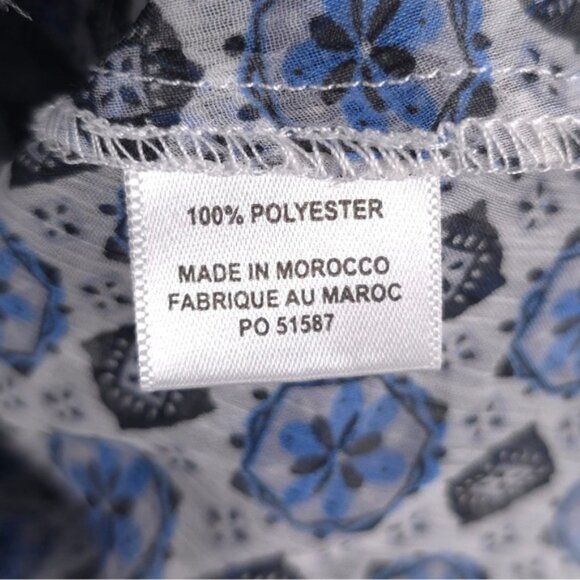 100% POLYESTER
MADE IN MOROCCO
FABRIQUE AU MAROC
PO 51587